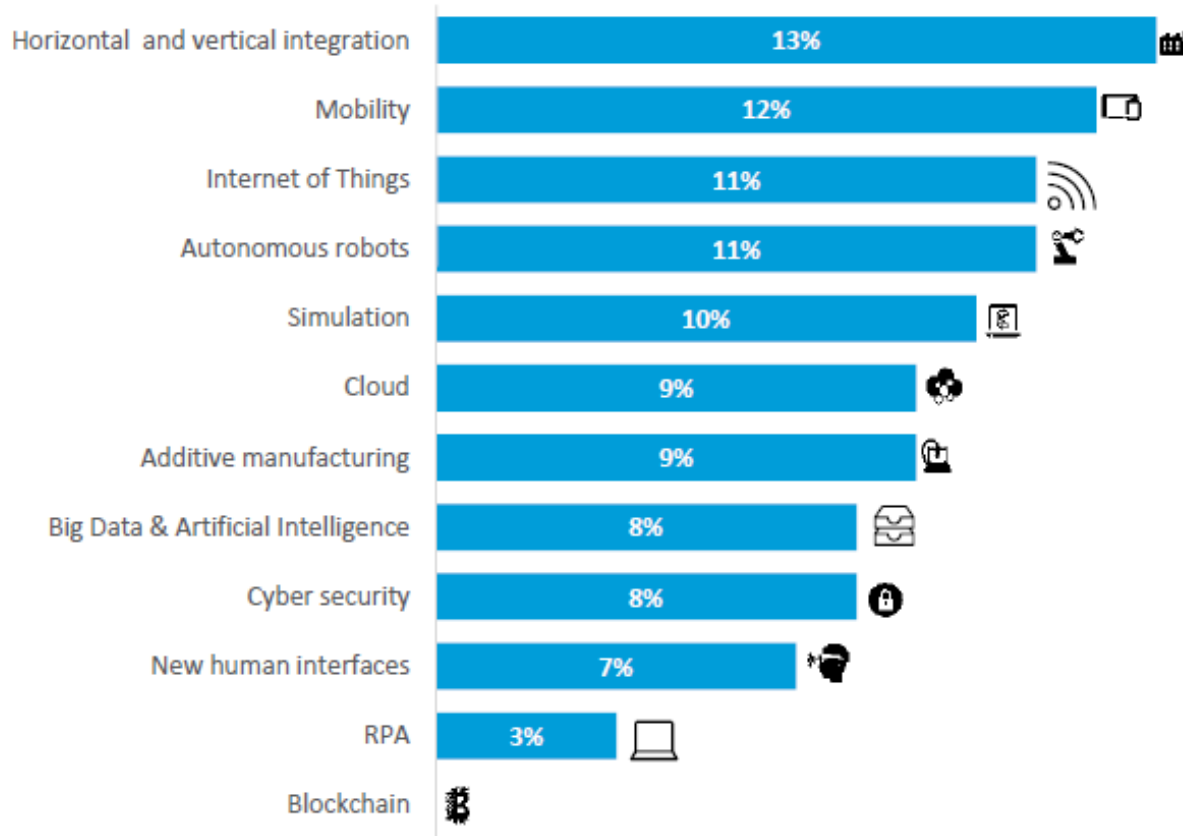 Horizontal and vertical integration 13%
Mobility 12%
Internet of Things 11%
Autonomous robots 11%
Simulation 10%
Cloud 9%
Additive manufacturing 9%
Big Data & Artificial Intelligence 8%
Cyber security 8%
New human interfaces 7%
RPA 3%
Blockchain